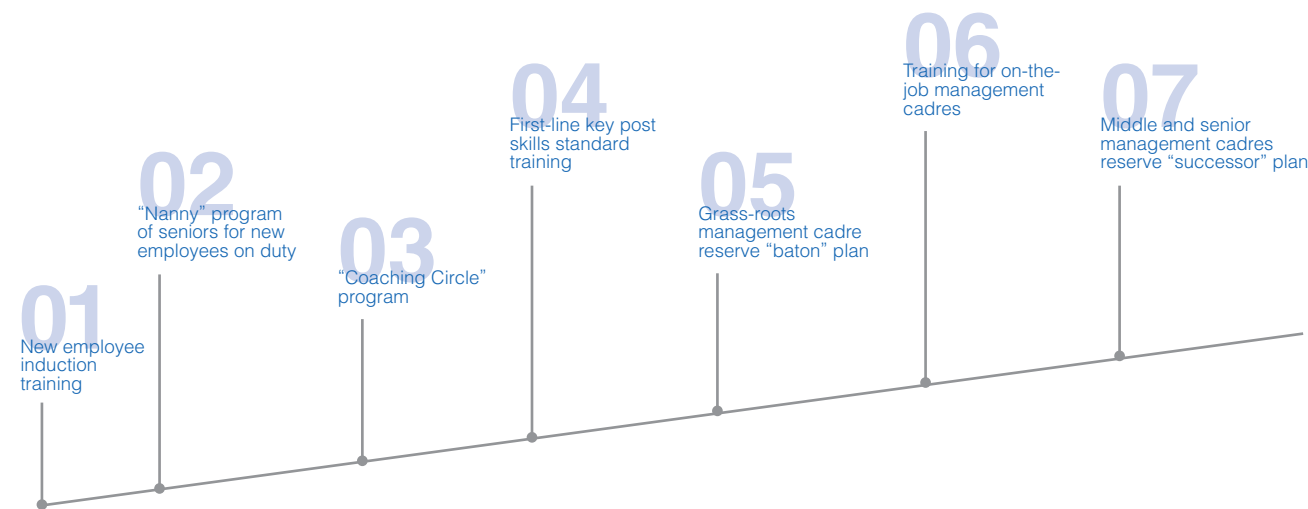 01
New employee
induction
training
02
“Nanny” program
of seniors for new
employees on duty
03
“Coaching Circle”
program
04
First-line key post
skills standard
training
05
Grass-roots
management cadre
reserve “baton” plan
06
Training for on-the-
job management
cadres
07
Middle and senior
management cadres
reserve “successor” plan